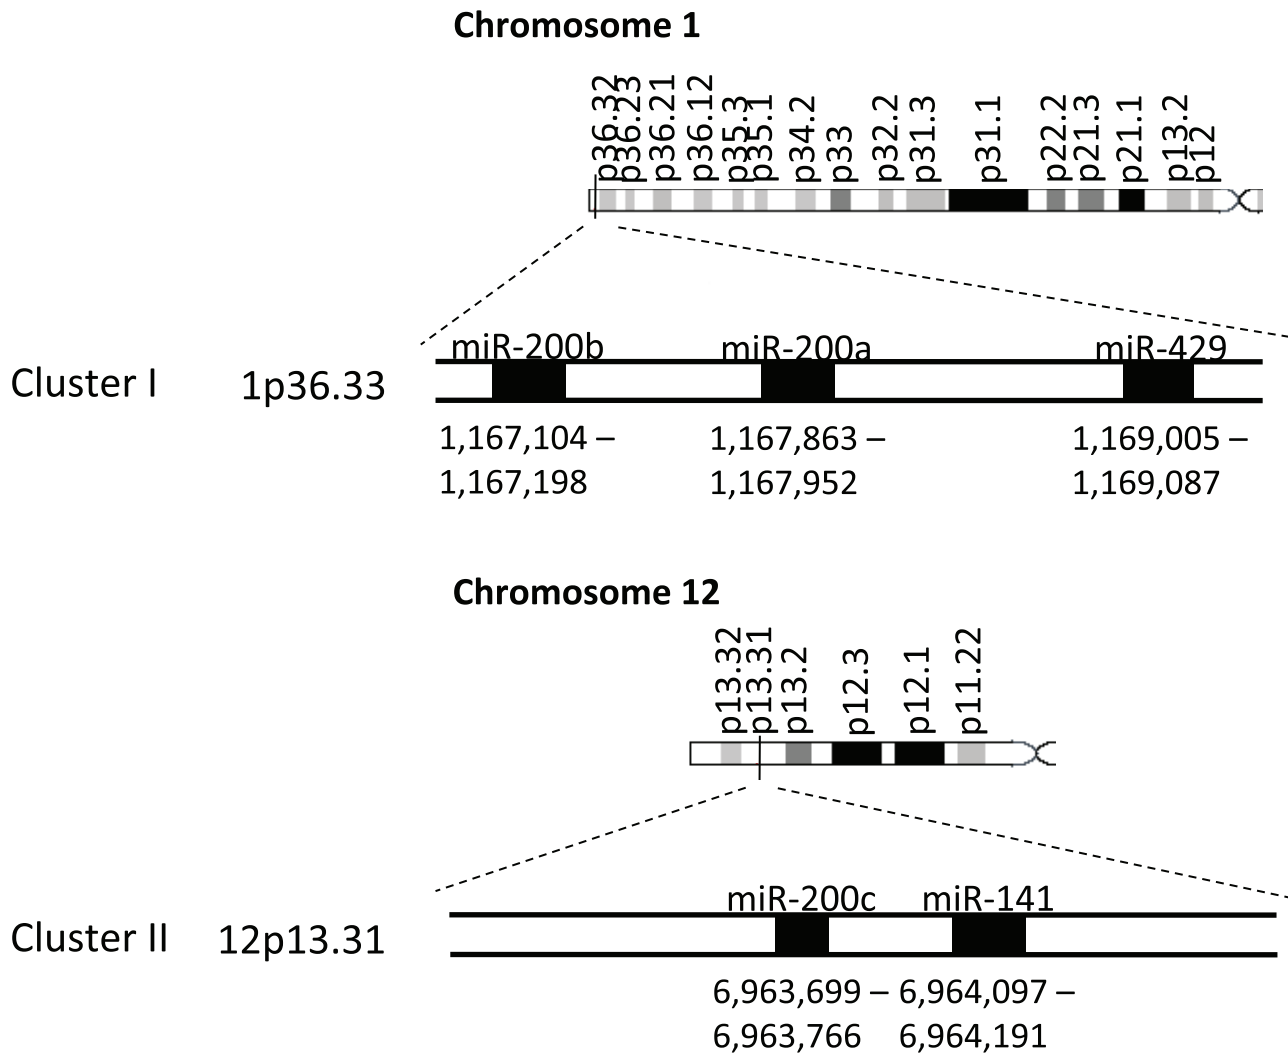 Chromosome 1
p36.32 p36.23 p36.21 p36.12 p35.3 p35.1 p34.2 p33 p32.2 p31.3 p31.1 p22.2 p21.3 p21.1 p13.2 p12
miR-200b miR-200a miR-429
Cluster I 1p36.33
1,167,104 – 1,167,863 – 1,169,005 –
1,167,198 1,167,952 1,169,087
Chromosome 12
p13.32 p13.31 p13.2 p12.3 p12.1 p11.22
miR-200c miR-141
Cluster II 12p13.31
6,963,699 – 6,964,097 –
6,963,766 6,964,191